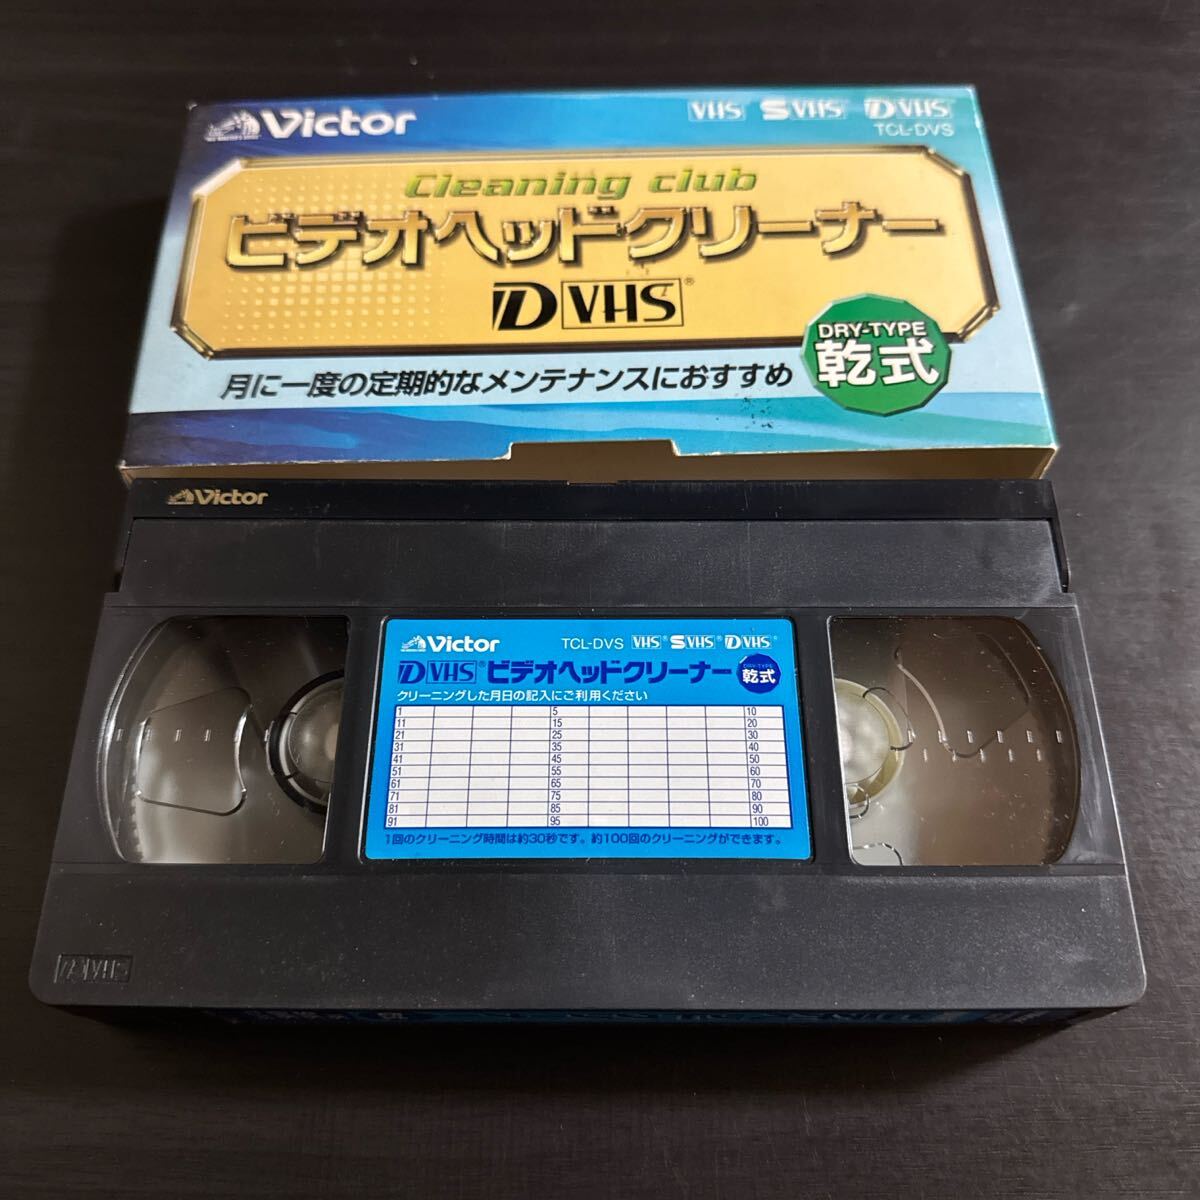 Victor
VHS SVHS DVHS
TCL-DVS
Cleaning club
ビデオヘッドクリーナー
DVHS®
DRY-TYPE
乾式
月に一度の定期的なメンテナンスにおすすめ
Victor
Victor TCL-DVS VHS® SVHS® DVHS®
DVHS® ビデオヘッドクリーナー DRY-TYPE 乾式
クリーニングした月日の記入にご利用ください
1 5 10
11 15 20
21 25 30
31 35 40
41 45 50
51 55 60
61 65 70
71 75 80
81 85 90
91 95 100
1回のクリーニング時間は約30秒です。約100回のクリーニングができます。
VHS